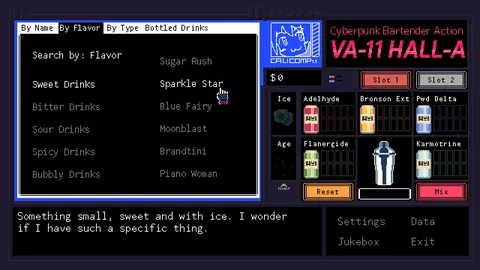 By Name By Flavor By Type Bottled Drinks
Search by: Flavor
Sweet Drinks
Bitter Drinks
Sour Drinks
Spicy Drinks
Bubbly Drinks
Sugar Rush
Sparkle Star
Blue Fairy
Moonblast
Brandtini
Piano Woman
Cyberpunk Bartender Action
VA-11 HALL-A
$0
Slot 1
Slot 2
Ice
Adelhyde
Bronson Ext
Pwd Delta
Age
Flanergide
Karmotrine
Reset
Mix
Something small, sweet and with ice. I wonder
if I have such a specific thing.
Settings
Data
Jukebox
Exit